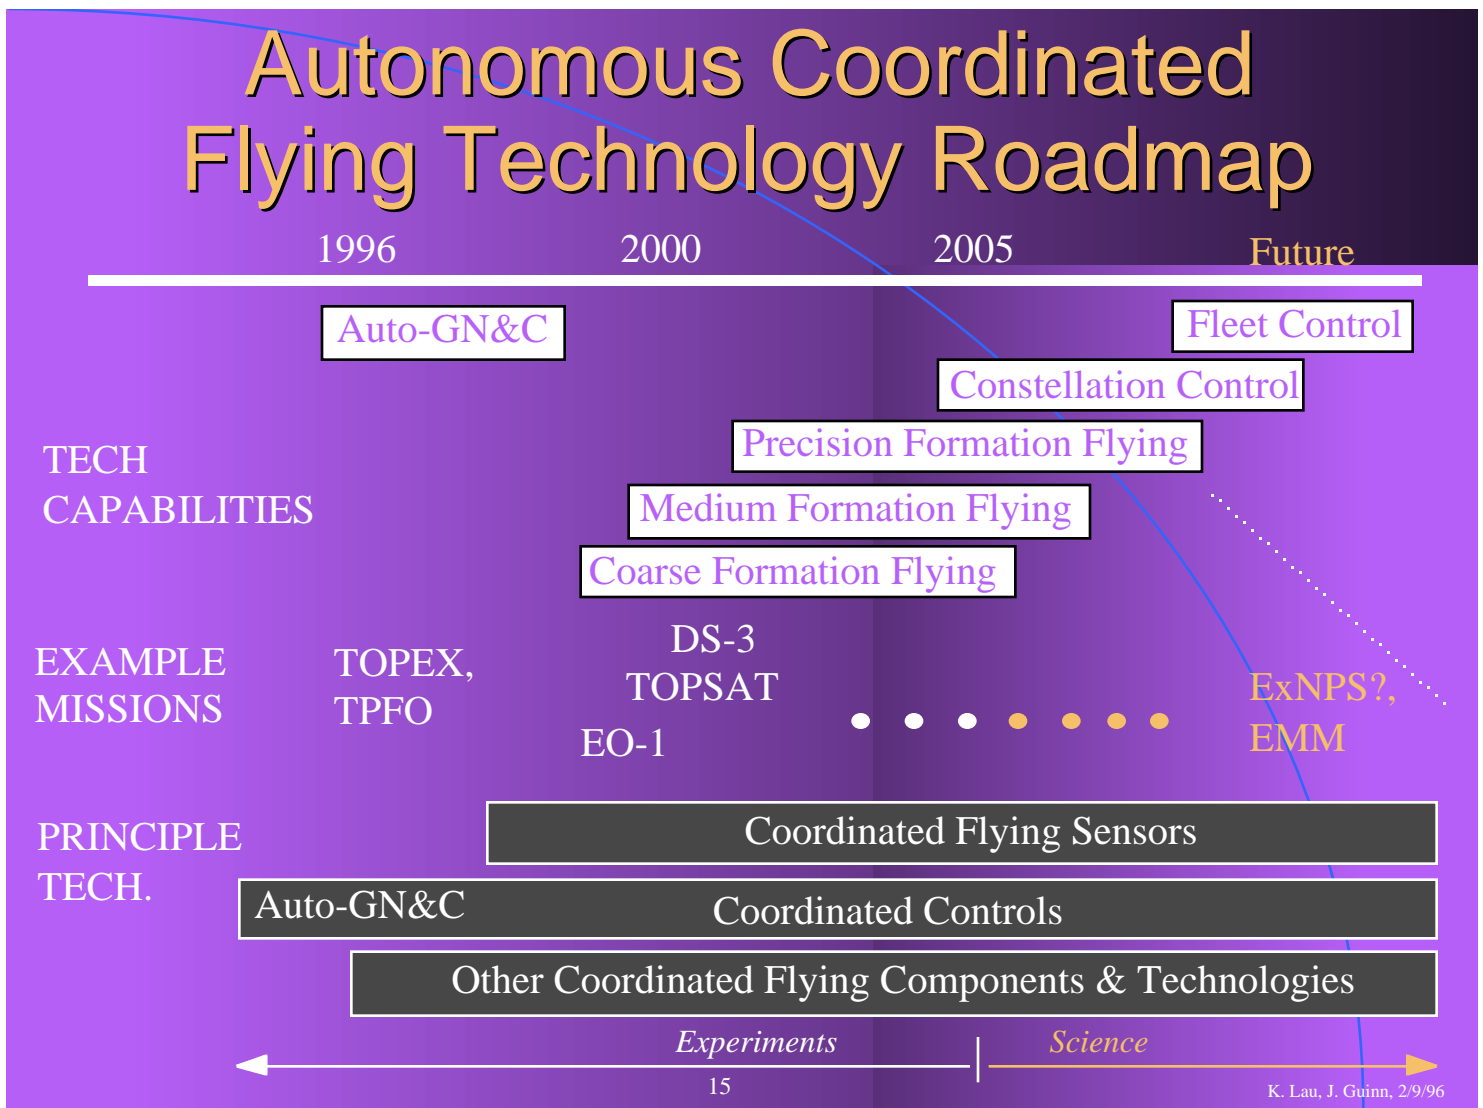 Autonomous Coordinated
Flying Technology Roadmap
1996 2000 2005 Future
Auto-GN&C
Fleet Control
Constellation Control
Precision Formation Flying
TECH
CAPABILITIES
Medium Formation Flying
Coarse Formation Flying
EXAMPLE
MISSIONS
TOPEX,
TPFO
DS-3
TOPSAT
EO-1
ExNPS?,
EMM
PRINCIPLE
TECH.
Coordinated Flying Sensors
Auto-GN&C Coordinated Controls
Other Coordinated Flying Components & Technologies
Experiments Science
15
K. Lau, J. Guinn, 2/9/96